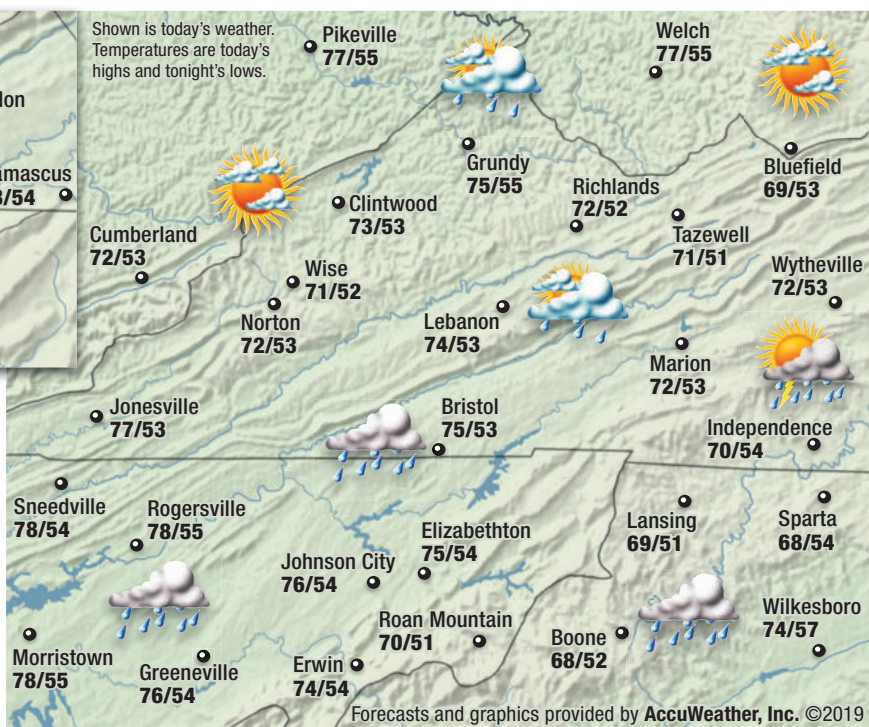 Shown is today's weather.
Temperatures are today's
highs and tonight's lows.
Pikeville
77/55
Welch
77/55
Grundy
75/55
Bluefield
69/53
Richlands
72/52
Clintwood
73/53
Tazewell
71/51
Cumberland
72/53
Wise
71/52
Wytheville
72/53
Norton
72/53
Lebanon
74/53
Marion
72/53
Jonesville
77/53
Bristol
75/53
Independence
70/54
Sneedville
78/54
Rogersville
78/55
Lansing
69/51
Sparta
68/54
Elizabethton
75/54
Johnson City
76/54
Roan Mountain
70/51
Boone
68/52
Wilkesboro
74/57
Morristown
78/55
Greeneville
76/54
Erwin
74/54
Forecasts and graphics provided by AccuWeather, Inc. ©2019